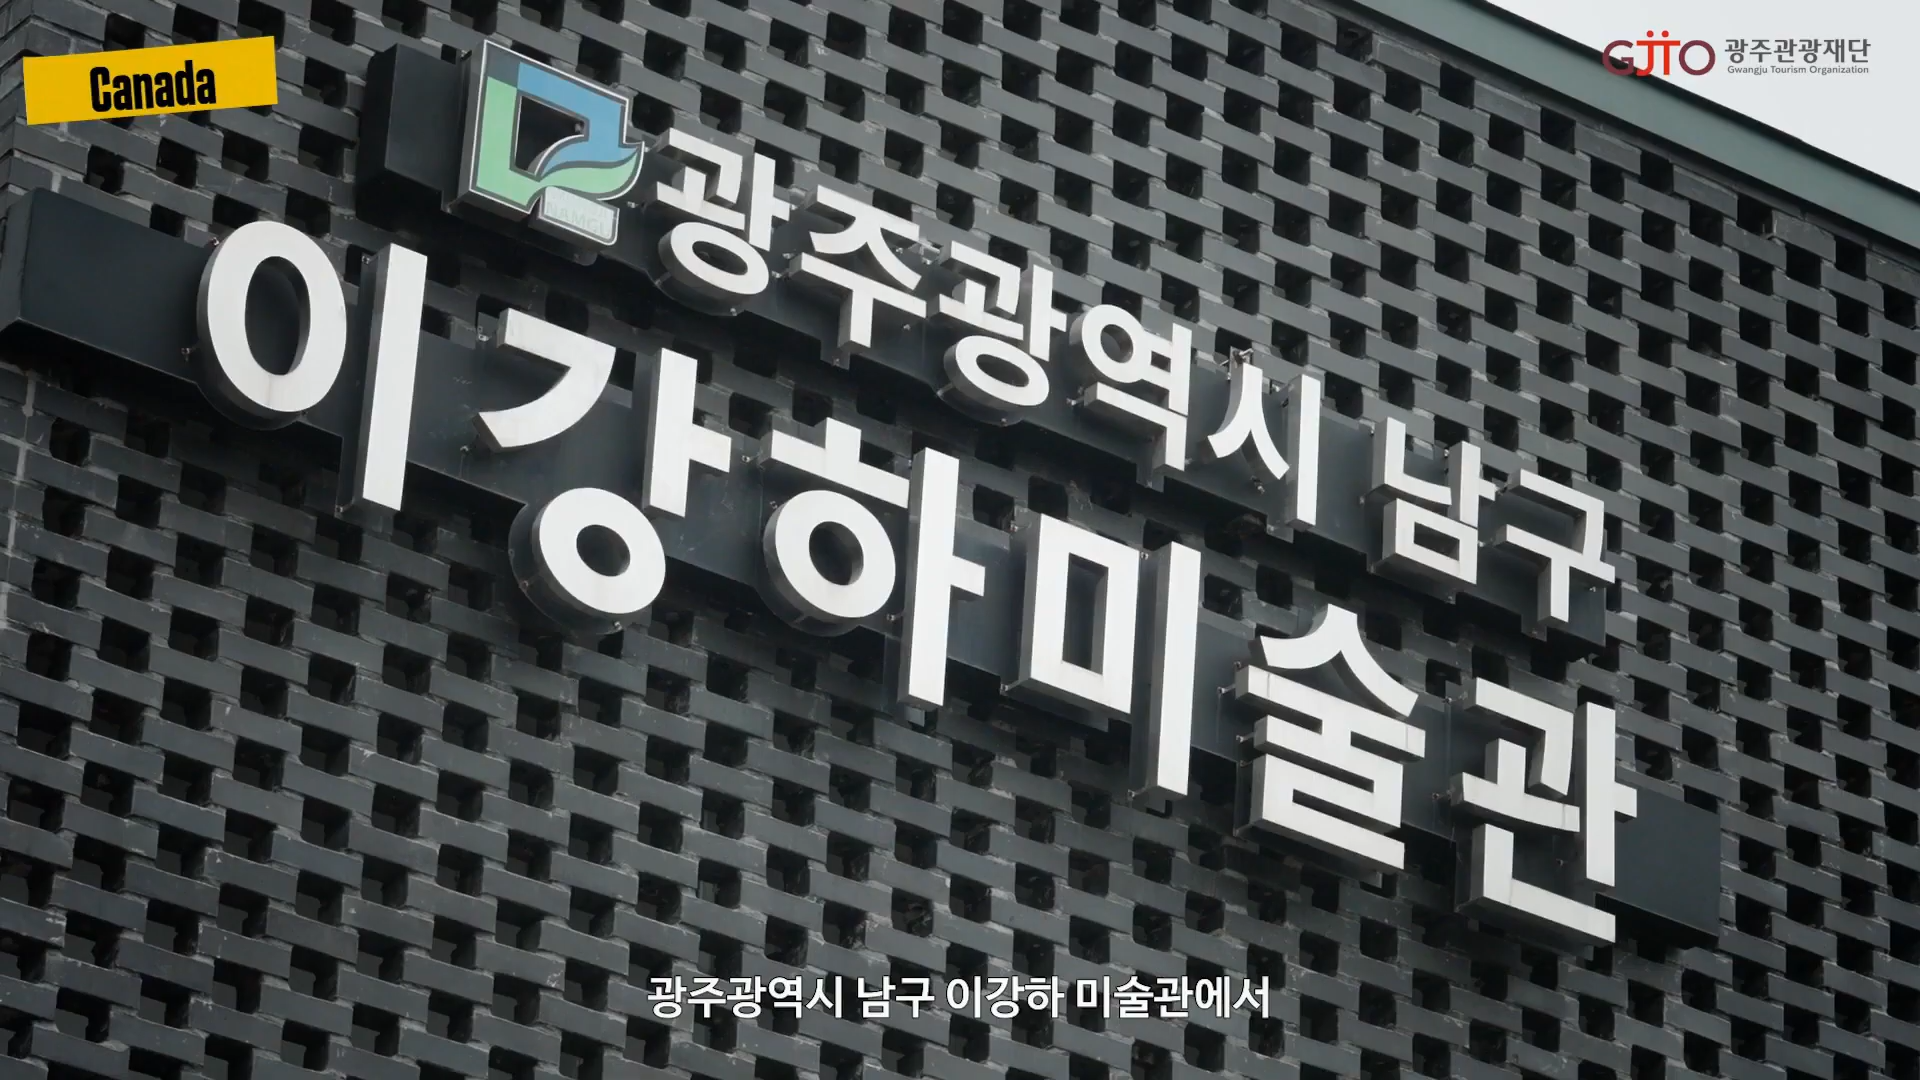 Canada
GJTO 광주관광재단
Gwangju Tourism Organization
NAMGU
광주광역시 남구
이강하미술관
광주광역시 남구 이강하 미술관에서